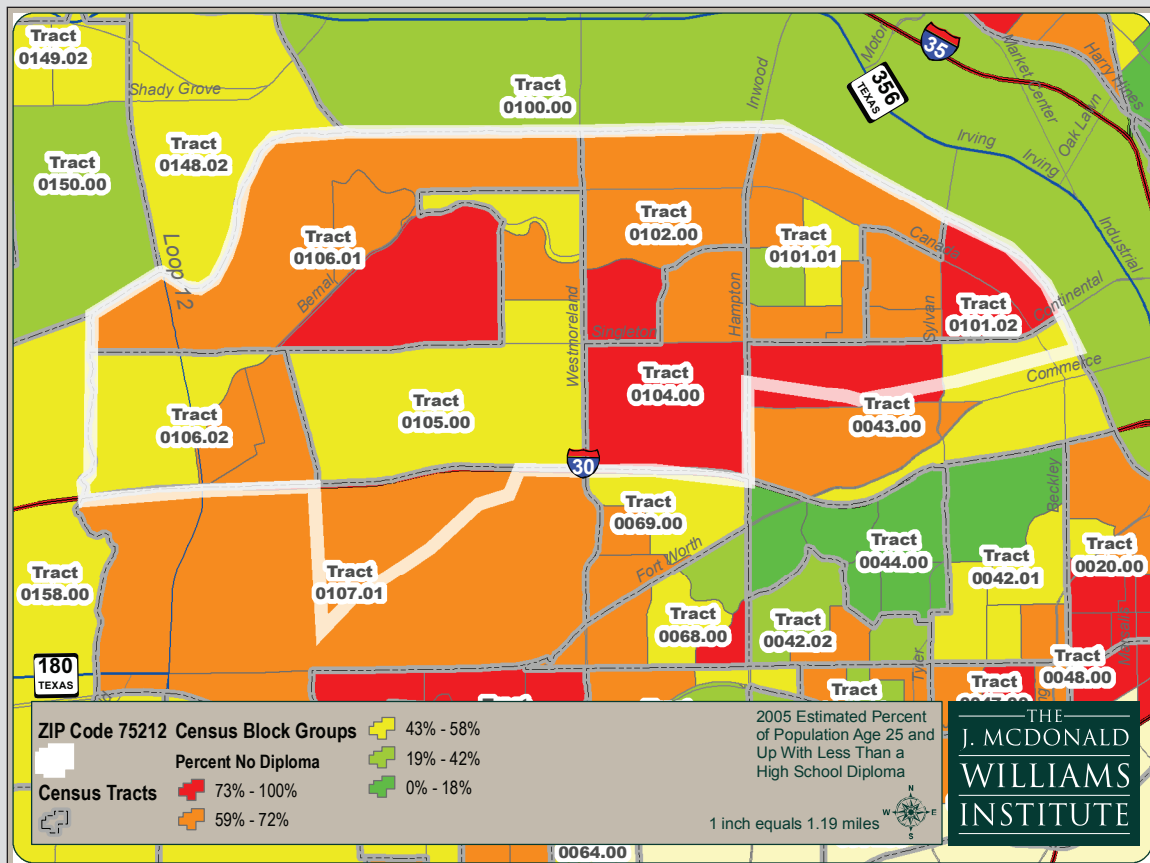 Tract
0149.02
Shady Grove
Tract
0100.00
Inwood
Motor
35
356
TEXAS
Market Center
Harry Hines
Oak Lawn
Irving
Irving
Tract
0150.00
Tract
0148.02
Loop 12
Tract
0106.01
Bernal
Tract
0102.00
Tract
0101.01
Canada
Industrial
Continental
Westmoreland
Singleton
Hampton
Sylvan
Tract
0101.02
Commerce
Tract
0106.02
Tract
0105.00
Tract
0104.00
Tract
0043.00
30
Tract
0069.00
Fort Worth
Beckley
Tract
0158.00
Tract
0107.01
Tract
0044.00
Tract
0042.01
Tract
0020.00
Tract
0068.00
Tract
0042.02
Tyler
Tract
0048.00
180
TEXAS
Tract
Tract
0047.00
ZIP Code 75212
Census Tracts
Census Block Groups
Percent No Diploma
73% - 100%
59% - 72%
43% - 58%
19% - 42%
0% - 18%
2005 Estimated Percent
of Population Age 25 and
Up With Less Than a
High School Diploma
N
W E
S
1 inch equals 1.19 miles
THE
J. MCDONALD
WILLIAMS
INSTITUTE
0064.00